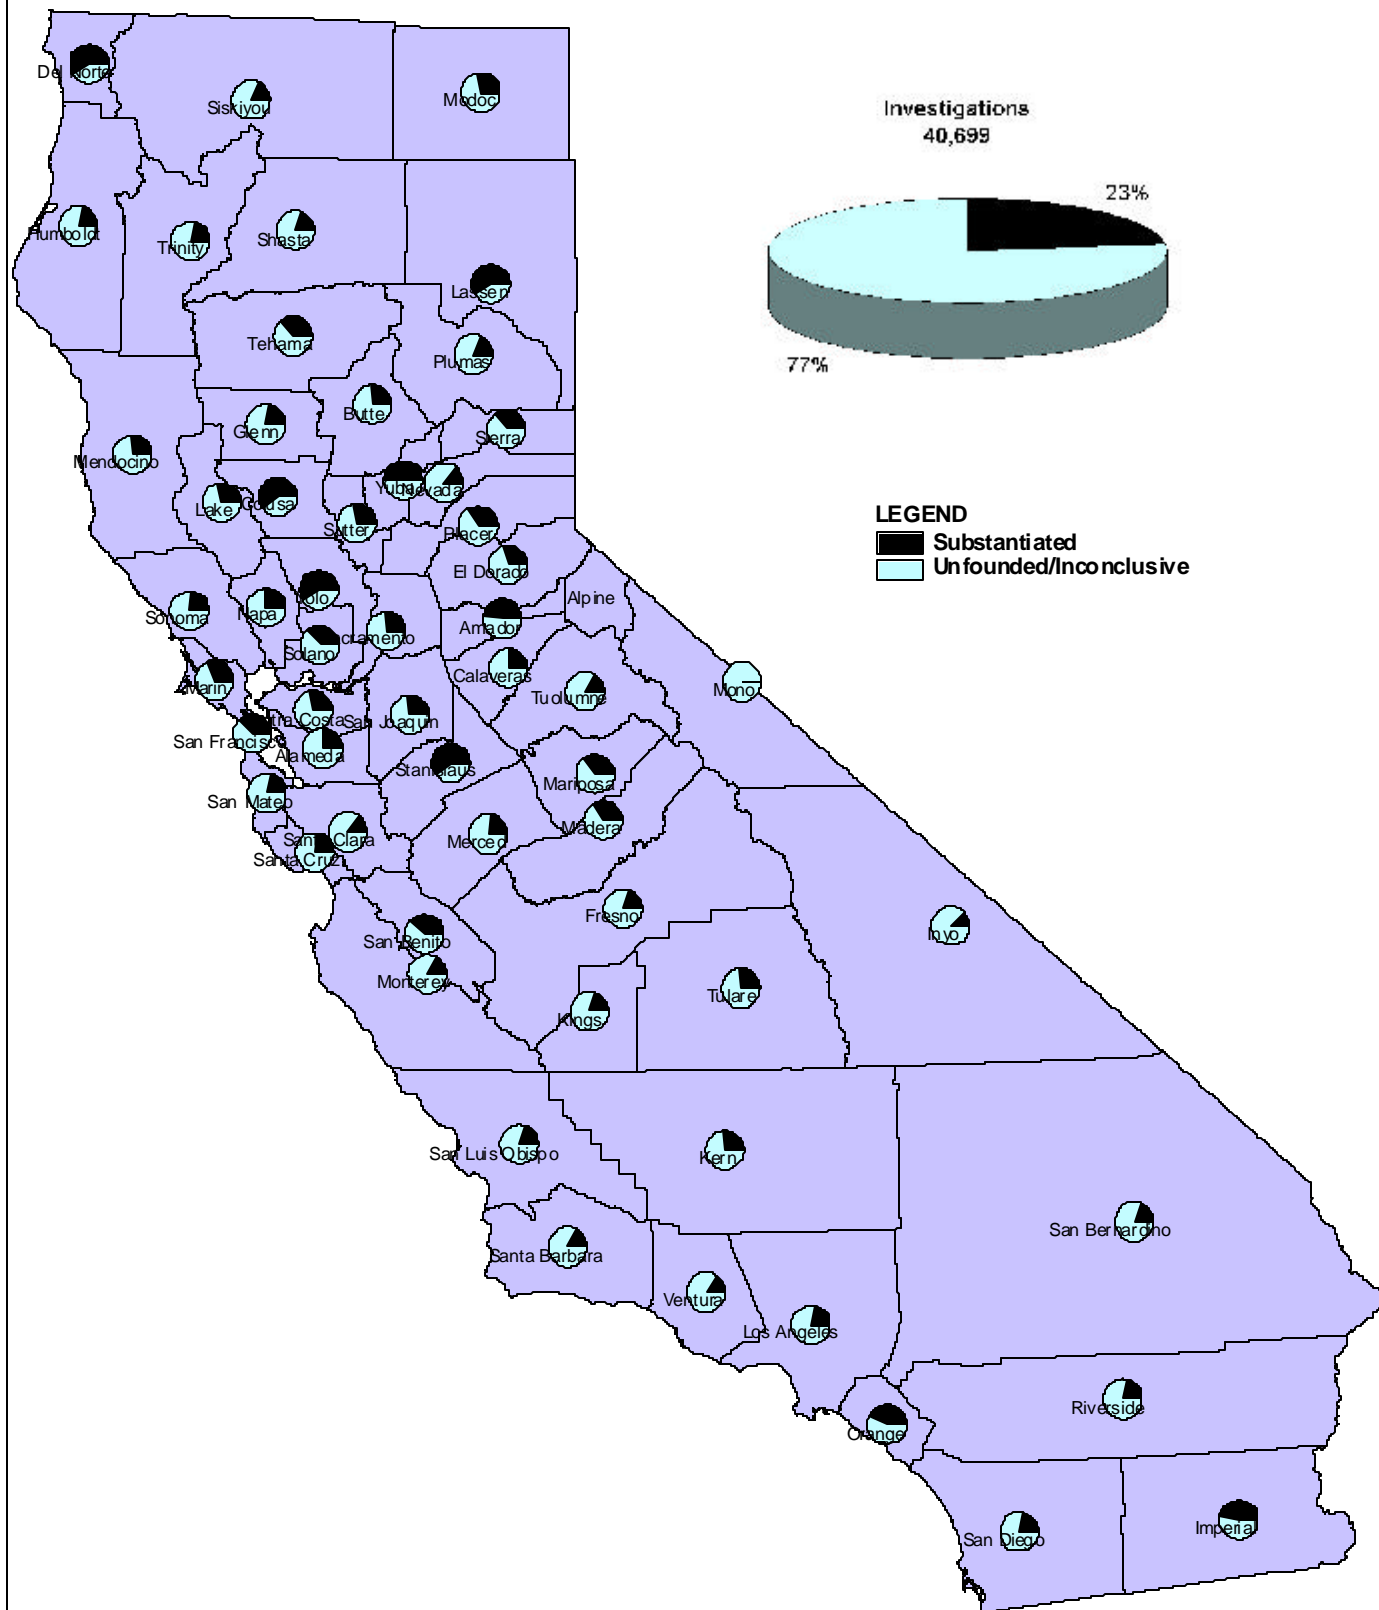 Investigations
40,699
23%
77%
LEGEND
Substantiated
Unfounded/Inconclusive
Del Norte
Siskiyou
Modoc
Humboldt
Trinity
Shasta
Lassen
Tehama
Plumas
Butte
Glenn
Sierra
Mendocino
Yuba
Nevada
Lake
Colusa
Sutter
Placer
El Dorado
Alpine
Sonoma
Napa
Yolo
Amador
Sacramento
Solano
Calaveras
Marin
Tuolumne
Mono
Contra Costa
San Joaquin
San Francisco
Alameda
Stanislaus
Mariposa
San Mateo
Madera
Santa Clara
Merced
Santa Cruz
Fresno
Inyo
San Benito
Monterey
Tulare
Kings
San Luis Obispo
Kern
San Bernardino
Santa Barbara
Ventura
Los Angeles
Riverside
Orange
San Diego
Imperial